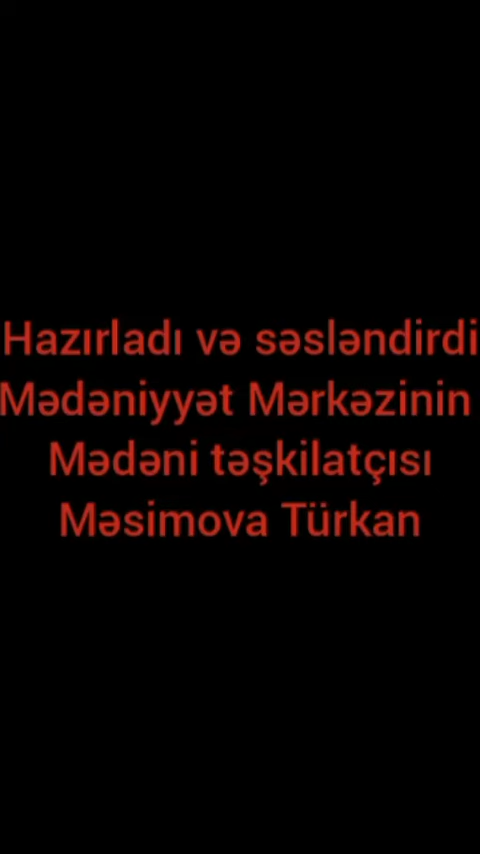 Hazırladı və səsləndirdi
Mədəniyyət Mərkəzinin
Mədəni təşkilatçısı
Məsimova Türkan